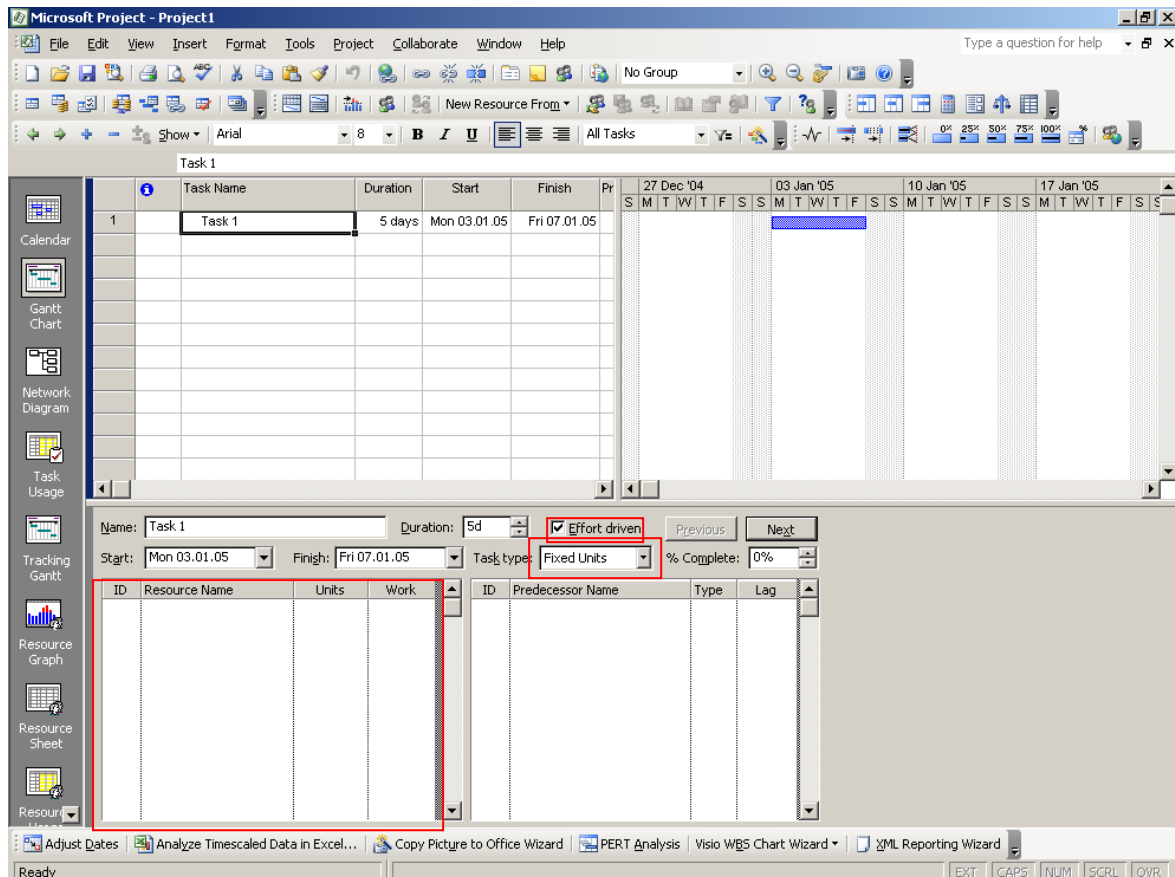 Microsoft Project - Project1
File Edit View Insert Format Tools Project Collaborate Window Help Type a question for help
No Group
New Resource From
Show Arial 8 B I U All Tasks 0% 25% 50% 75% 100%
Task 1
Task Name Duration Start Finish Pr 27 Dec '04 03 Jan '05 10 Jan '05 17 Jan '05
S M T W T F S S M T W T F S S M T W T F S S M T W T F S S
1 Task 1 5 days Mon 03.01.05 Fri 07.01.05
Calendar
Gantt
Chart
Network
Diagram
Task
Usage
Tracking
Gantt
Resource
Graph
Resource
Sheet
Name: Task 1 Duration: 5d Effort driven Previous Next
Start: Mon 03.01.05 Finish: Fri 07.01.05 Task type: Fixed Units % Complete: 0%
ID Resource Name Units Work ID Predecessor Name Type Lag
Adjust Dates Analyze Timescaled Data in Excel... Copy Picture to Office Wizard PERT Analysis Visio WBS Chart Wizard XML Reporting Wizard
Ready EXT CAPS NUM SCRL OVR